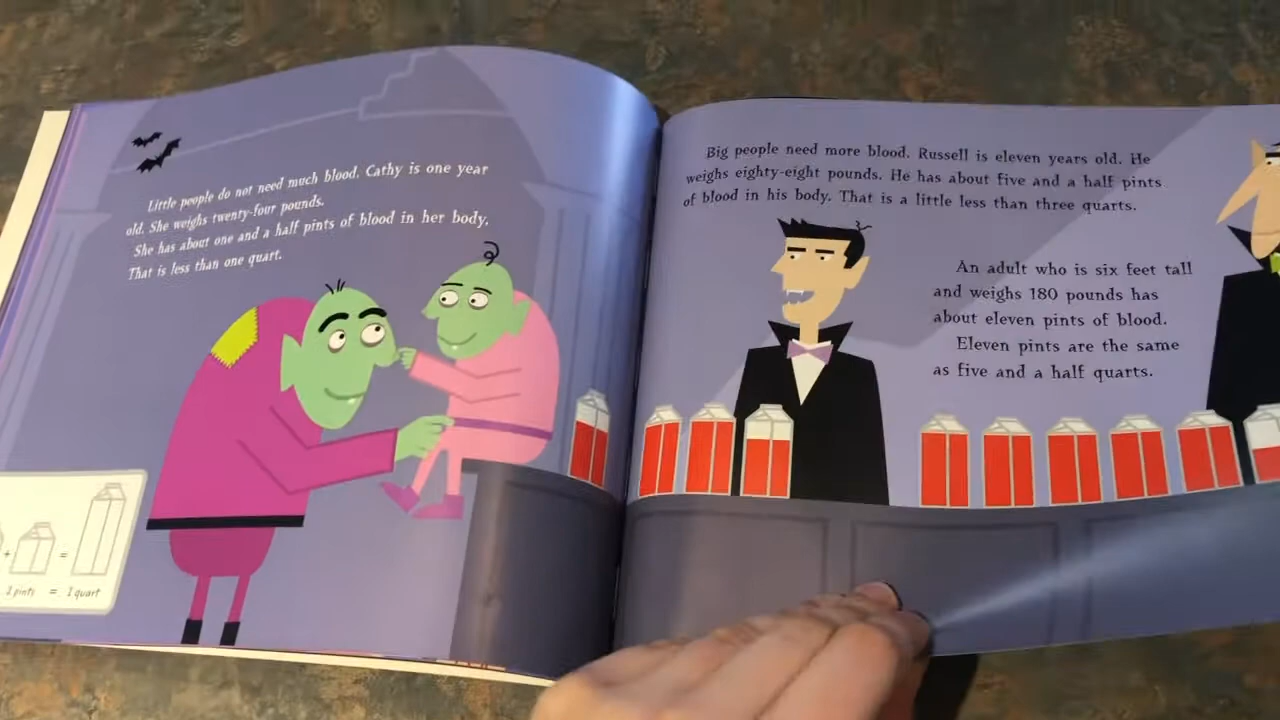 Little people do not need much blood. Cathy is one year
old. She weighs twenty-four pounds.
She has about one and a half pints of blood in her body.
That is less than one quart.
+ =
2 pints = 1 quart
Big people need more blood. Russell is eleven years old. He
weighs eighty-eight pounds. He has about five and a half pints
of blood in his body. That is a little less than three quarts.
An adult who is six feet tall
and weighs 180 pounds has
about eleven pints of blood.
Eleven pints are the same
as five and a half quarts.